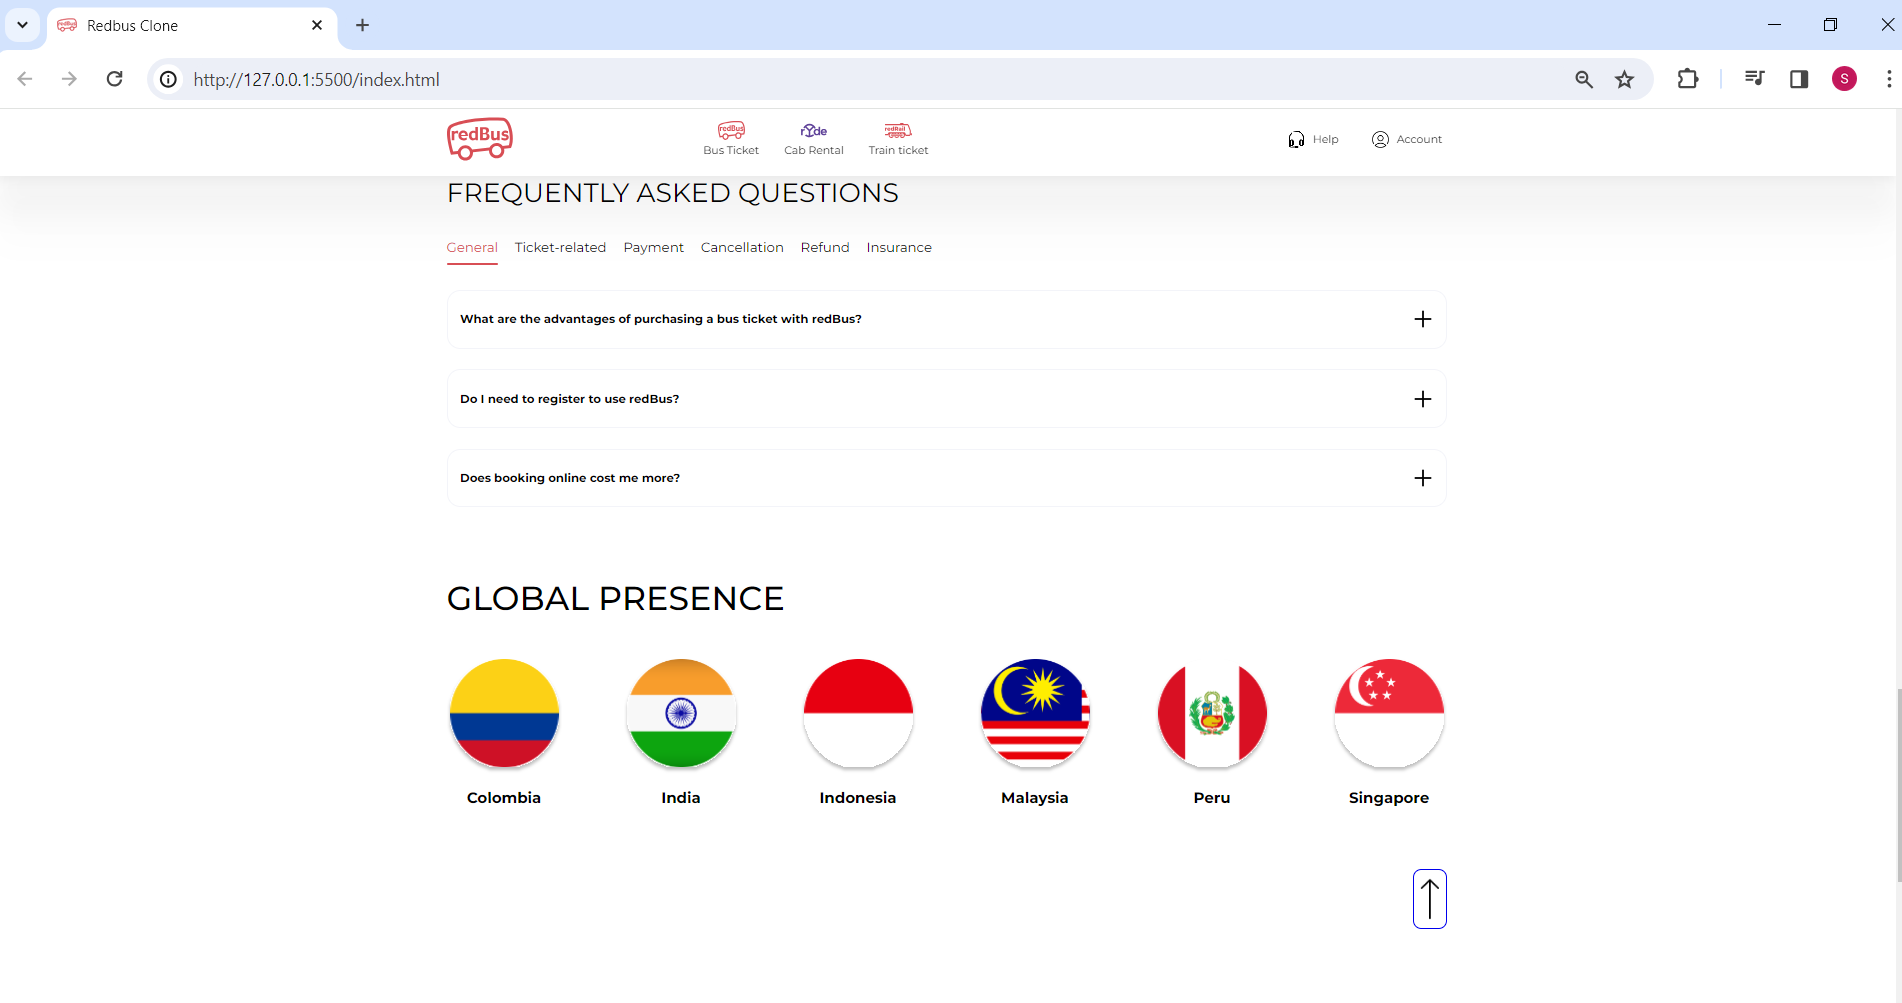 Redbus Clone
http://127.0.0.1:5500/index.html
S
redBus
redBus
Bus Ticket
rYde
Cab Rental
redRail
Train ticket
Help
Account
FREQUENTLY ASKED QUESTIONS
General Ticket-related Payment Cancellation Refund Insurance
What are the advantages of purchasing a bus ticket with redBus?
Do I need to register to use redBus?
Does booking online cost me more?
GLOBAL PRESENCE
Colombia India Indonesia Malaysia Peru Singapore